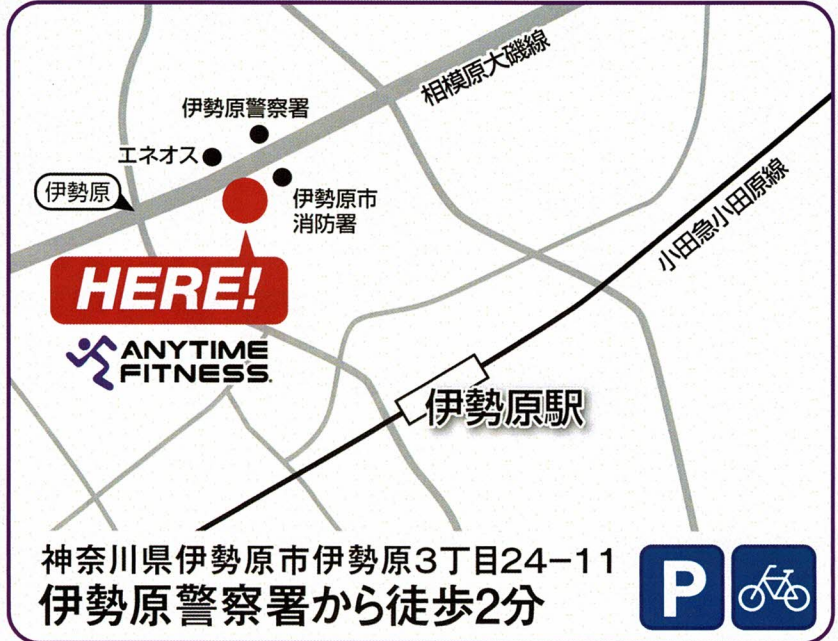 相模原大磯線
伊勢原警察署
エネオス
伊勢原
伊勢原市
消防署
小田急小田原線
HERE!
ANYTIME
FITNESS.
伊勢原駅
神奈川県伊勢原市伊勢原3丁目24−11
伊勢原警察署から徒歩2分
P